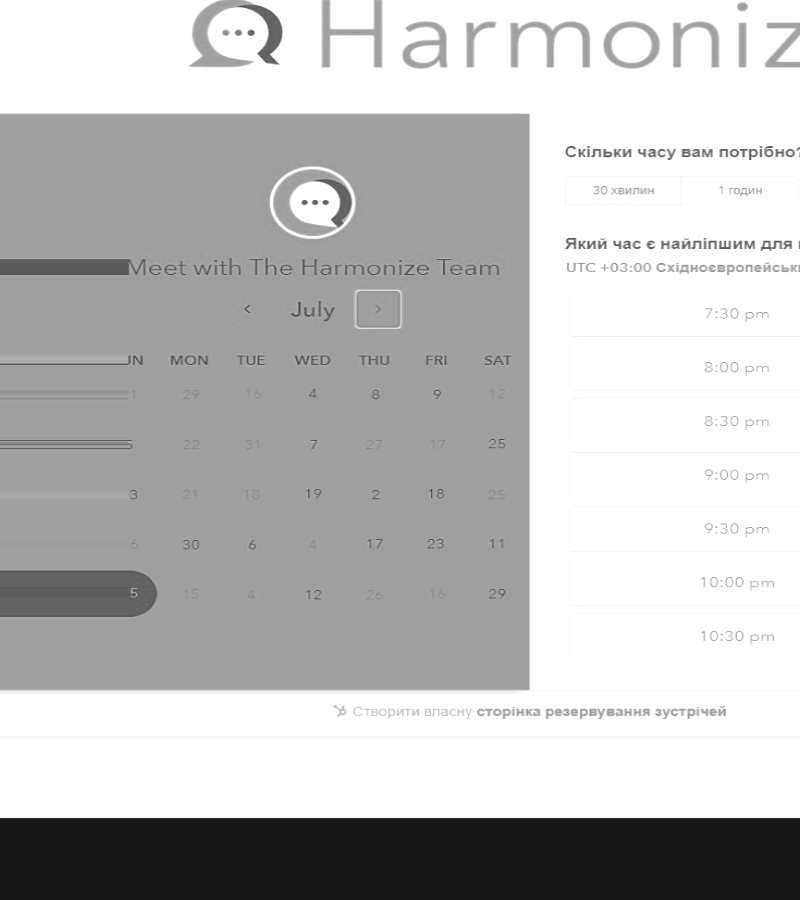 Harmoniz
Meet with The Harmonize Team
July
UN MON TUE WED THU FRI SAT
1 29 16 4 8 9 12
5 22 31 7 27 17 25
3 21 18 19 2 18 25
6 30 6 4 17 23 11
5 15 4 12 26 16 29
Скільки часу вам потрібно?
30 хвилин 1 годин
Який час є найліпшим для
UTC +03:00 Східноєвропейськ
7:30 pm
8:00 pm
8:30 pm
9:00 pm
9:30 pm
10:00 pm
10:30 pm
Створити власну сторінка резервування зустрічей